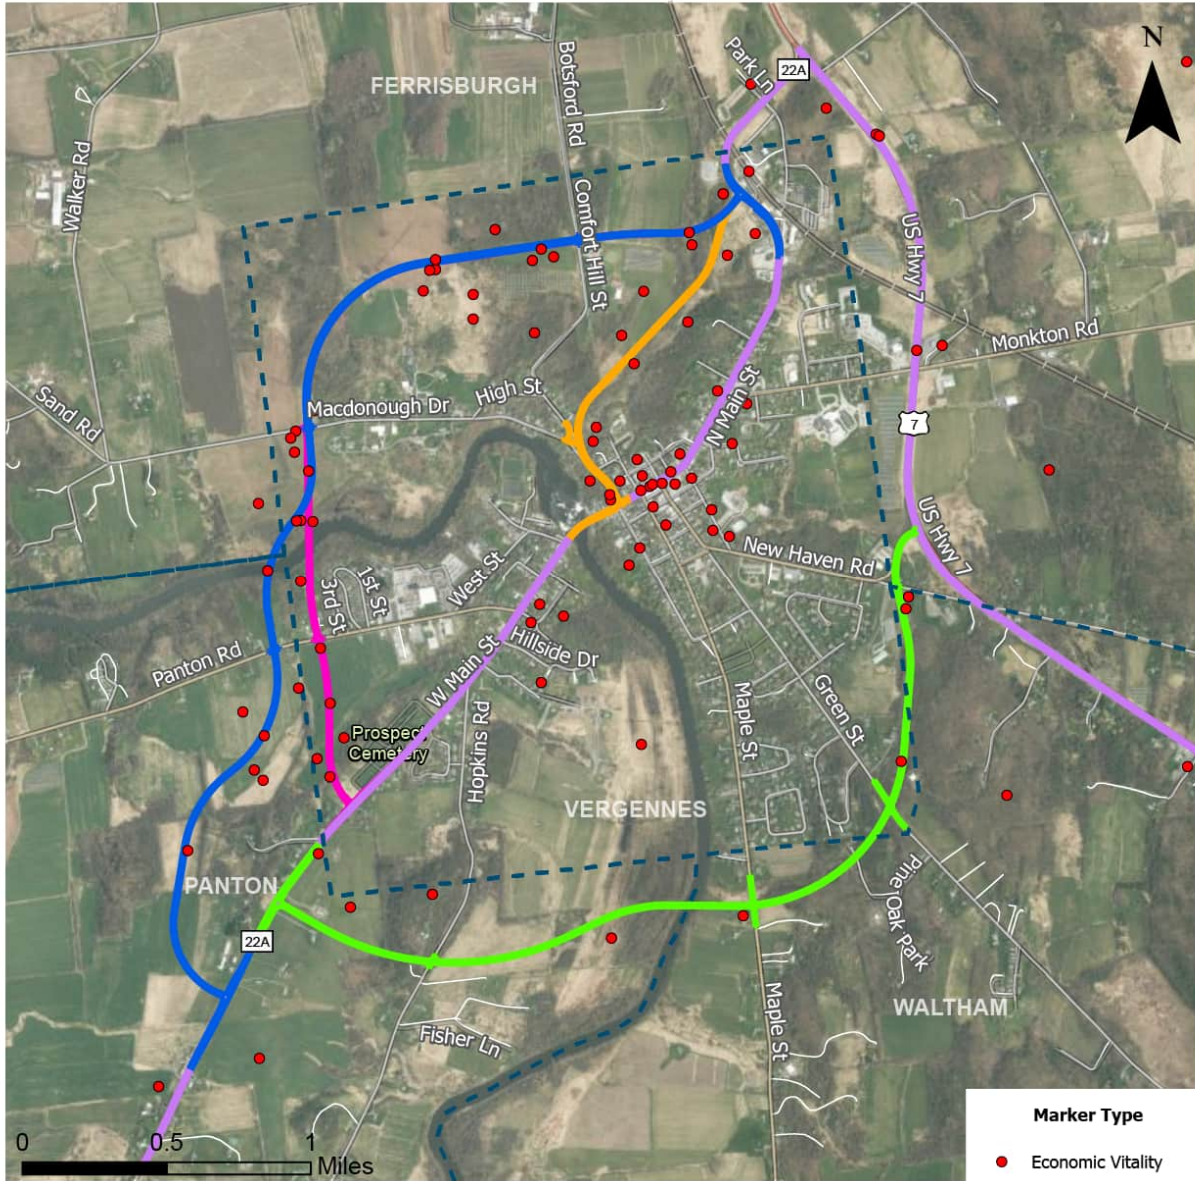 N
Park Ln
22A
FERRISBURGH
Botsford Rd
Walker Rd
Comfort Hill St
US Hwy 7
Monkton Rd
Sand Rd
Macdonough Dr
High St
N Main St
7
US Hwy 7
New Haven Rd
West St
1st St
3rd St
Panton Rd
Hillside Dr
W Main St
Green St
Maple St
Hopkins Rd
Prospect
Cemetery
VERGENNES
PANTON
22A
Pine Oak Park
WALTHAM
Maple St
Fisher Ln
0 0.5 1
Miles
Marker Type
Economic Vitality